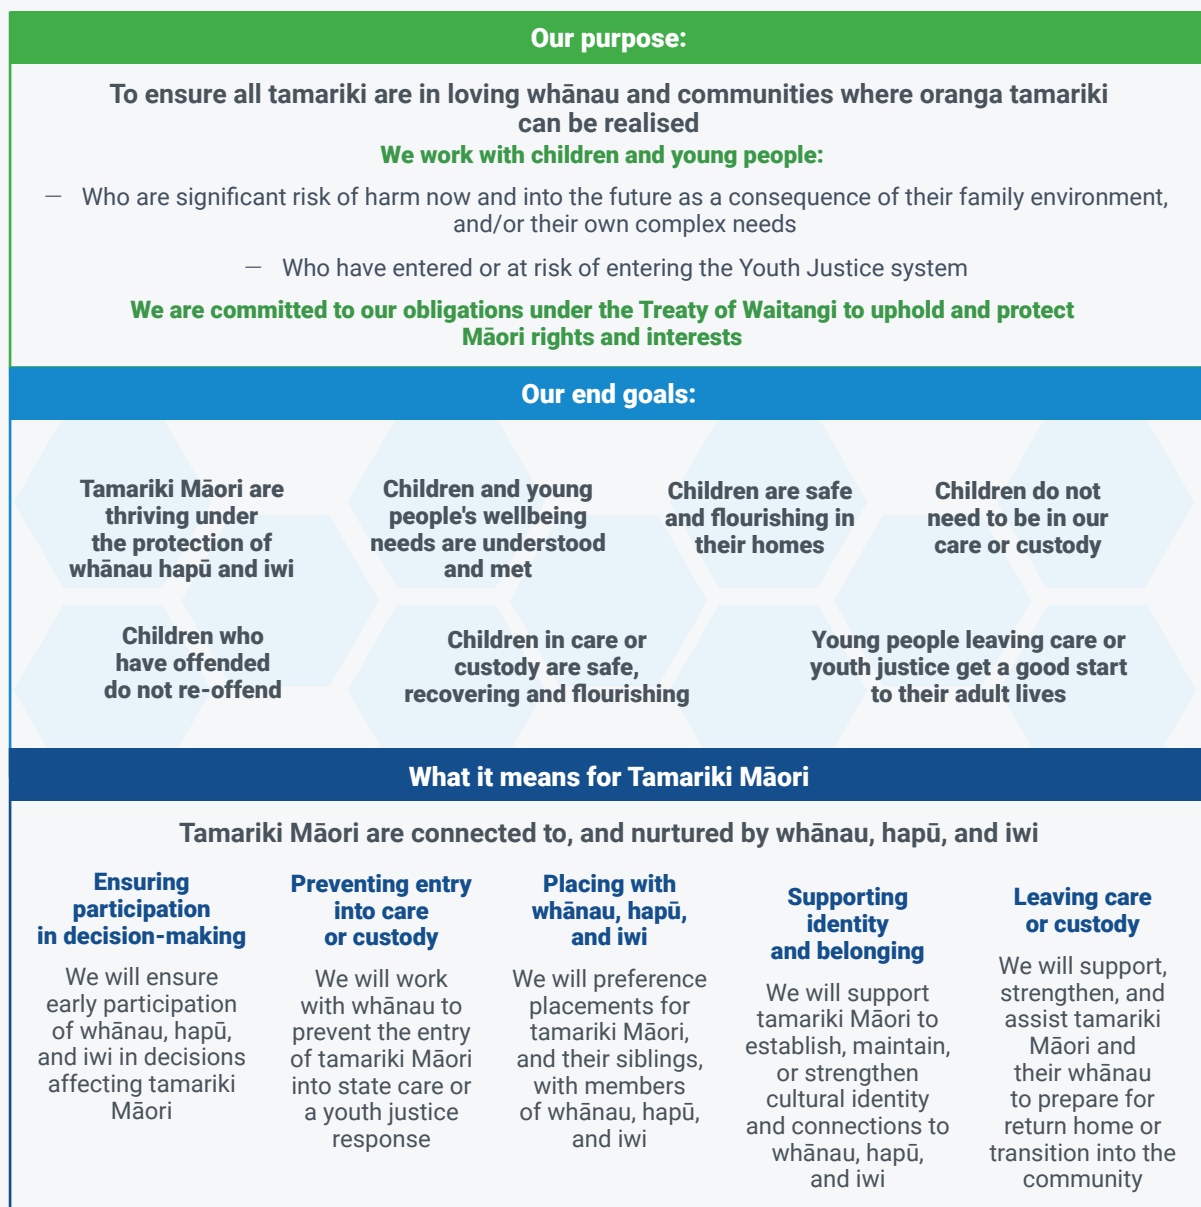 Our purpose:
To ensure all tamariki are in loving whānau and communities where oranga tamariki
can be realised
We work with children and young people:
— Who are significant risk of harm now and into the future as a consequence of their family environment,
and/or their own complex needs
— Who have entered or at risk of entering the Youth Justice system
We are committed to our obligations under the Treaty of Waitangi to uphold and protect
Māori rights and interests
Our end goals:
Tamariki Māori are
thriving under
the protection of
whānau hapū and iwi
Children and young
people's wellbeing
needs are understood
and met
Children are safe
and flourishing in
their homes
Children do not
need to be in our
care or custody
Children who
have offended
do not re-offend
Children in care or
custody are safe,
recovering and flourishing
Young people leaving care or
youth justice get a good start
to their adult lives
What it means for Tamariki Māori
Tamariki Māori are connected to, and nurtured by whānau, hapū, and iwi
Ensuring
participation
in decision-making
We will ensure
early participation
of whānau, hapū,
and iwi in decisions
affecting tamariki
Māori
Preventing entry
into care
or custody
We will work
with whānau to
prevent the entry
of tamariki Māori
into state care or
a youth justice
response
Placing with
whānau, hapū,
and iwi
We will preference
placements for
tamariki Māori,
and their siblings,
with members
of whānau, hapū,
and iwi
Supporting
identity
and belonging
We will support
tamariki Māori to
establish, maintain,
or strengthen
cultural identity
and connections to
whānau, hapū,
and iwi
Leaving care
or custody
We will support,
strengthen, and
assist tamariki
Māori and
their whānau
to prepare for
return home or
transition into the
community